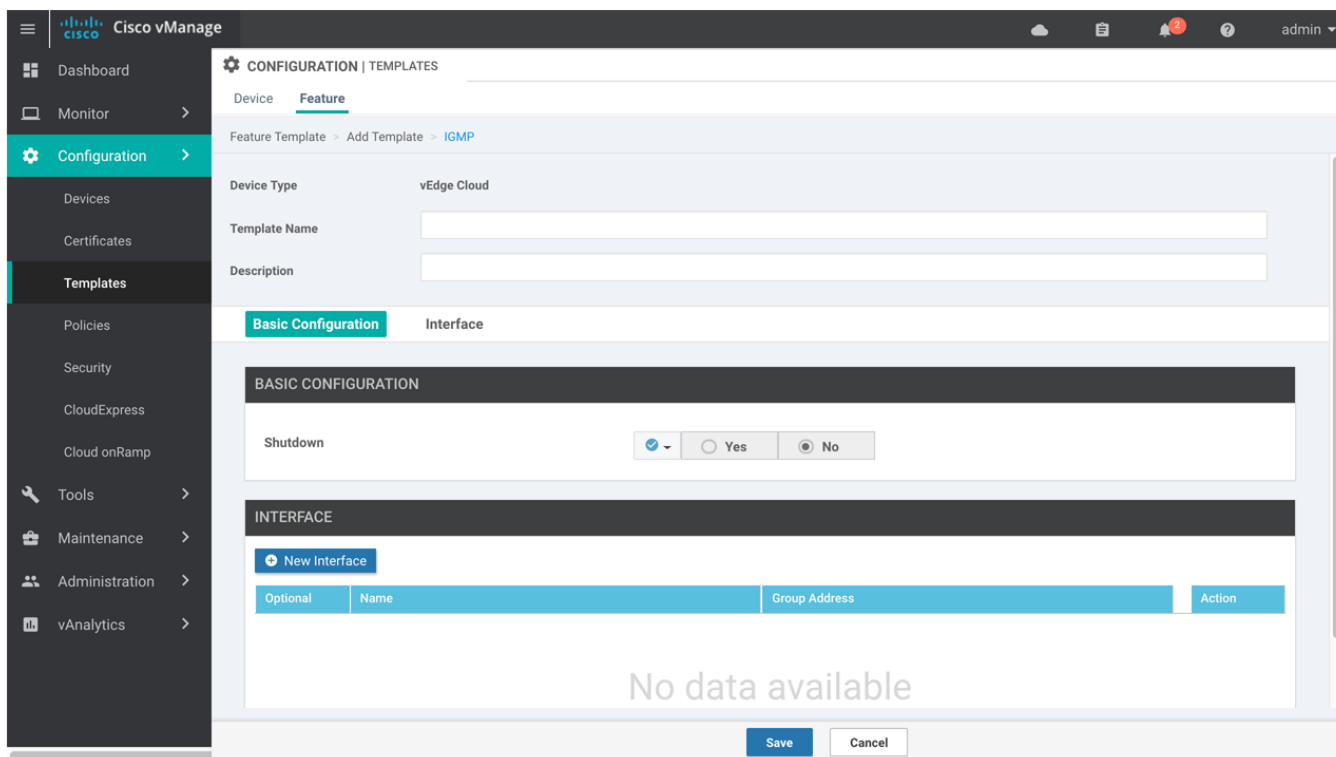 cisco Cisco vManage
2
admin
Dashboard
Monitor
Configuration
Devices
Certificates
Templates
Policies
Security
CloudExpress
Cloud onRamp
Tools
Maintenance
Administration
vAnalytics
CONFIGURATION | TEMPLATES
Device Feature
Feature Template > Add Template > IGMP
Device Type vEdge Cloud
Template Name
Description
Basic Configuration Interface
BASIC CONFIGURATION
Shutdown Yes No
INTERFACE
New Interface
Optional Name Group Address Action
No data available
Save Cancel